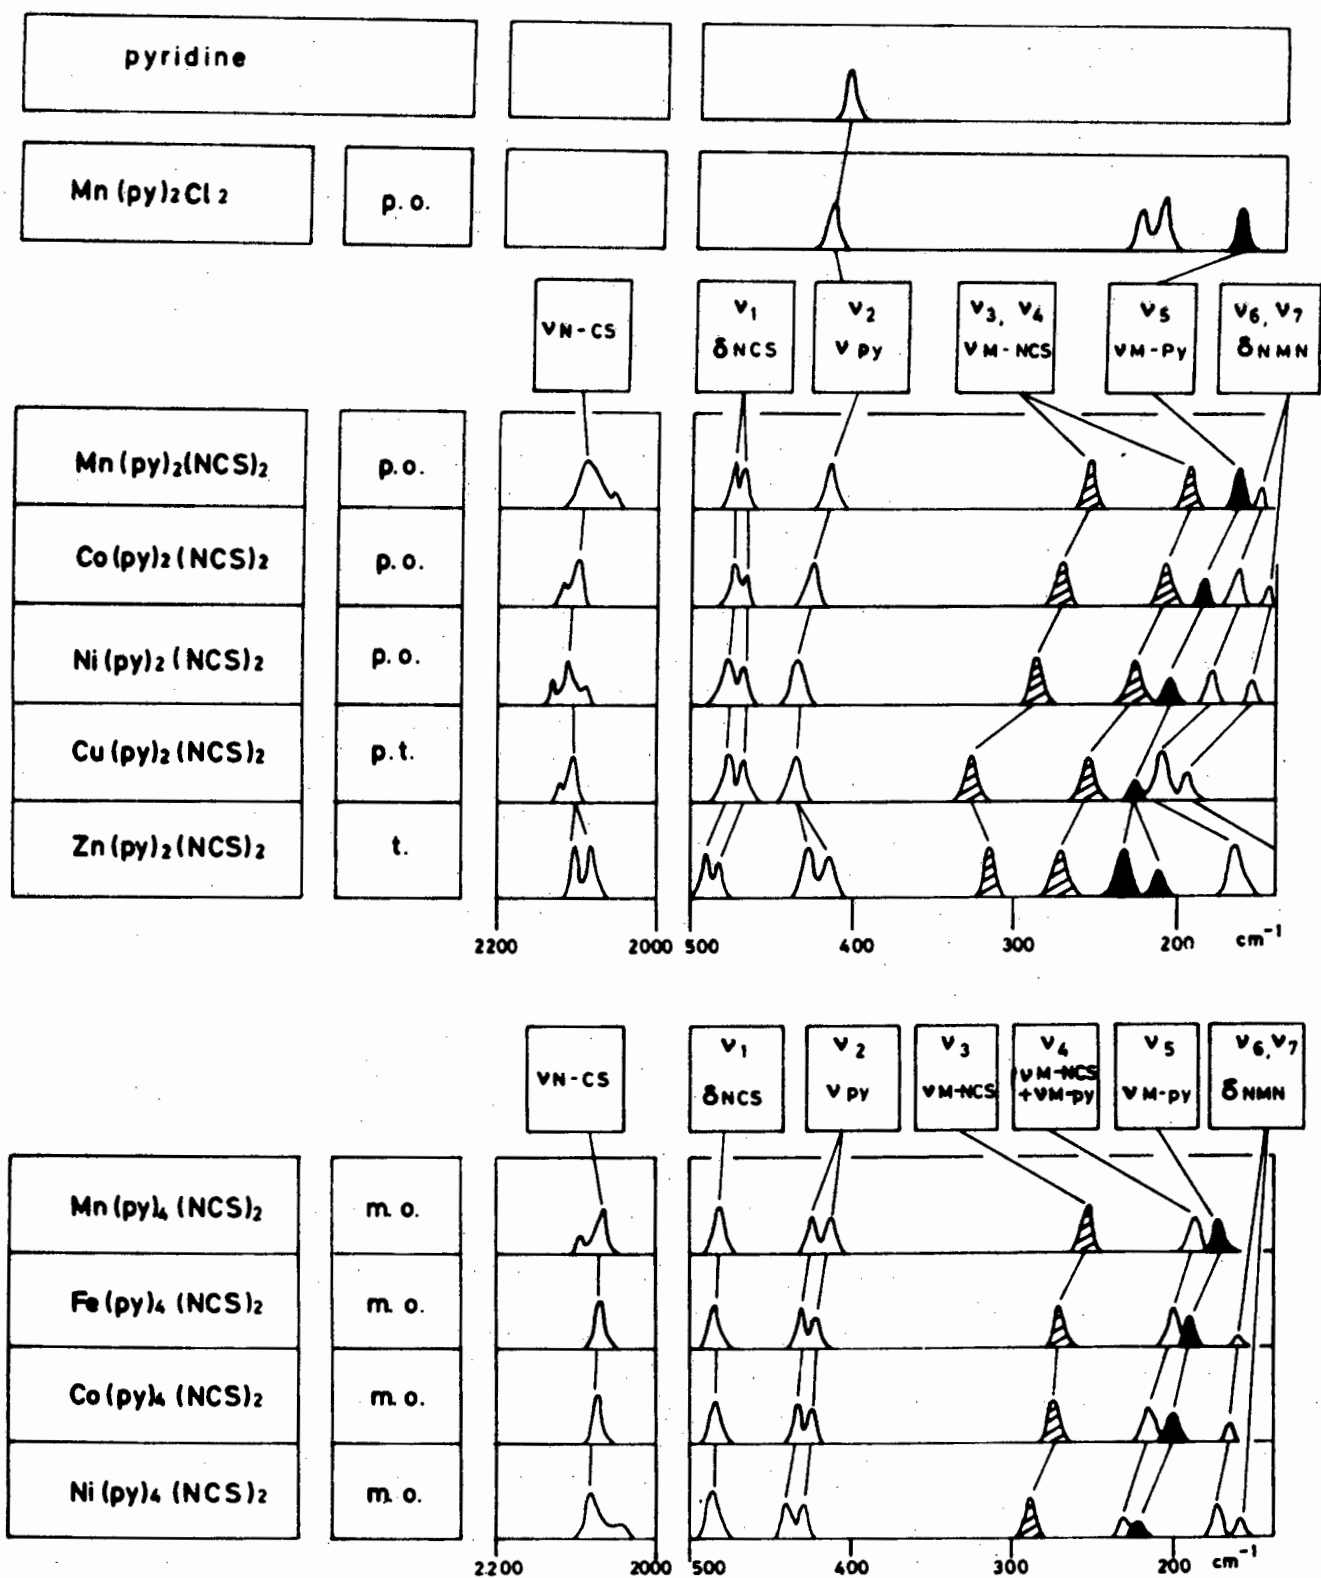 pyridine
Mn(py)₂Cl₂ p.o.
νN-CS ν₁ δNCS ν₂ νpy ν₃, ν₄ νM-NCS ν₅ νM-Py ν₆, ν₇ δNMN
Mn(py)₂(NCS)₂ p.o.
Co(py)₂(NCS)₂ p.o.
Ni(py)₂(NCS)₂ p.o.
Cu(py)₂(NCS)₂ p.t.
Zn(py)₂(NCS)₂ t.
2200 2000 500 400 300 200 cm⁻¹
νN-CS ν₁ δNCS ν₂ νpy ν₃ νM-NCS ν₄ νM-NCS +νM-py ν₅ νM-py ν₆,ν₇ δNMN
Mn(py)₄(NCS)₂ m.o.
Fe(py)₄(NCS)₂ m.o.
Co(py)₄(NCS)₂ m.o.
Ni(py)₄(NCS)₂ m.o.
2200 2000 500 400 300 200 cm⁻¹